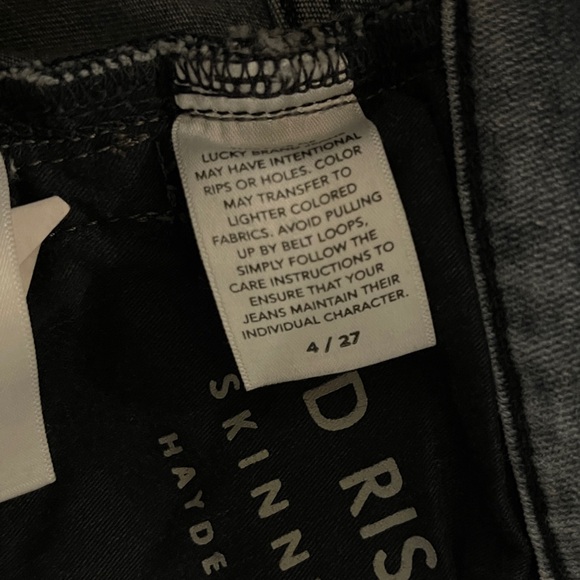 LUCKY BRAND
MAY HAVE INTENTIONAL
RIPS OR HOLES. COLOR
MAY TRANSFER TO
LIGHTER COLORED
FABRICS. AVOID PULLING
UP BY BELT LOOPS,
SIMPLY FOLLOW THE
CARE INSTRUCTIONS TO
ENSURE THAT YOUR
JEANS MAINTAIN THEIR
INDIVIDUAL CHARACTER.
4 / 27
D RIS
SKINN
HAYDE